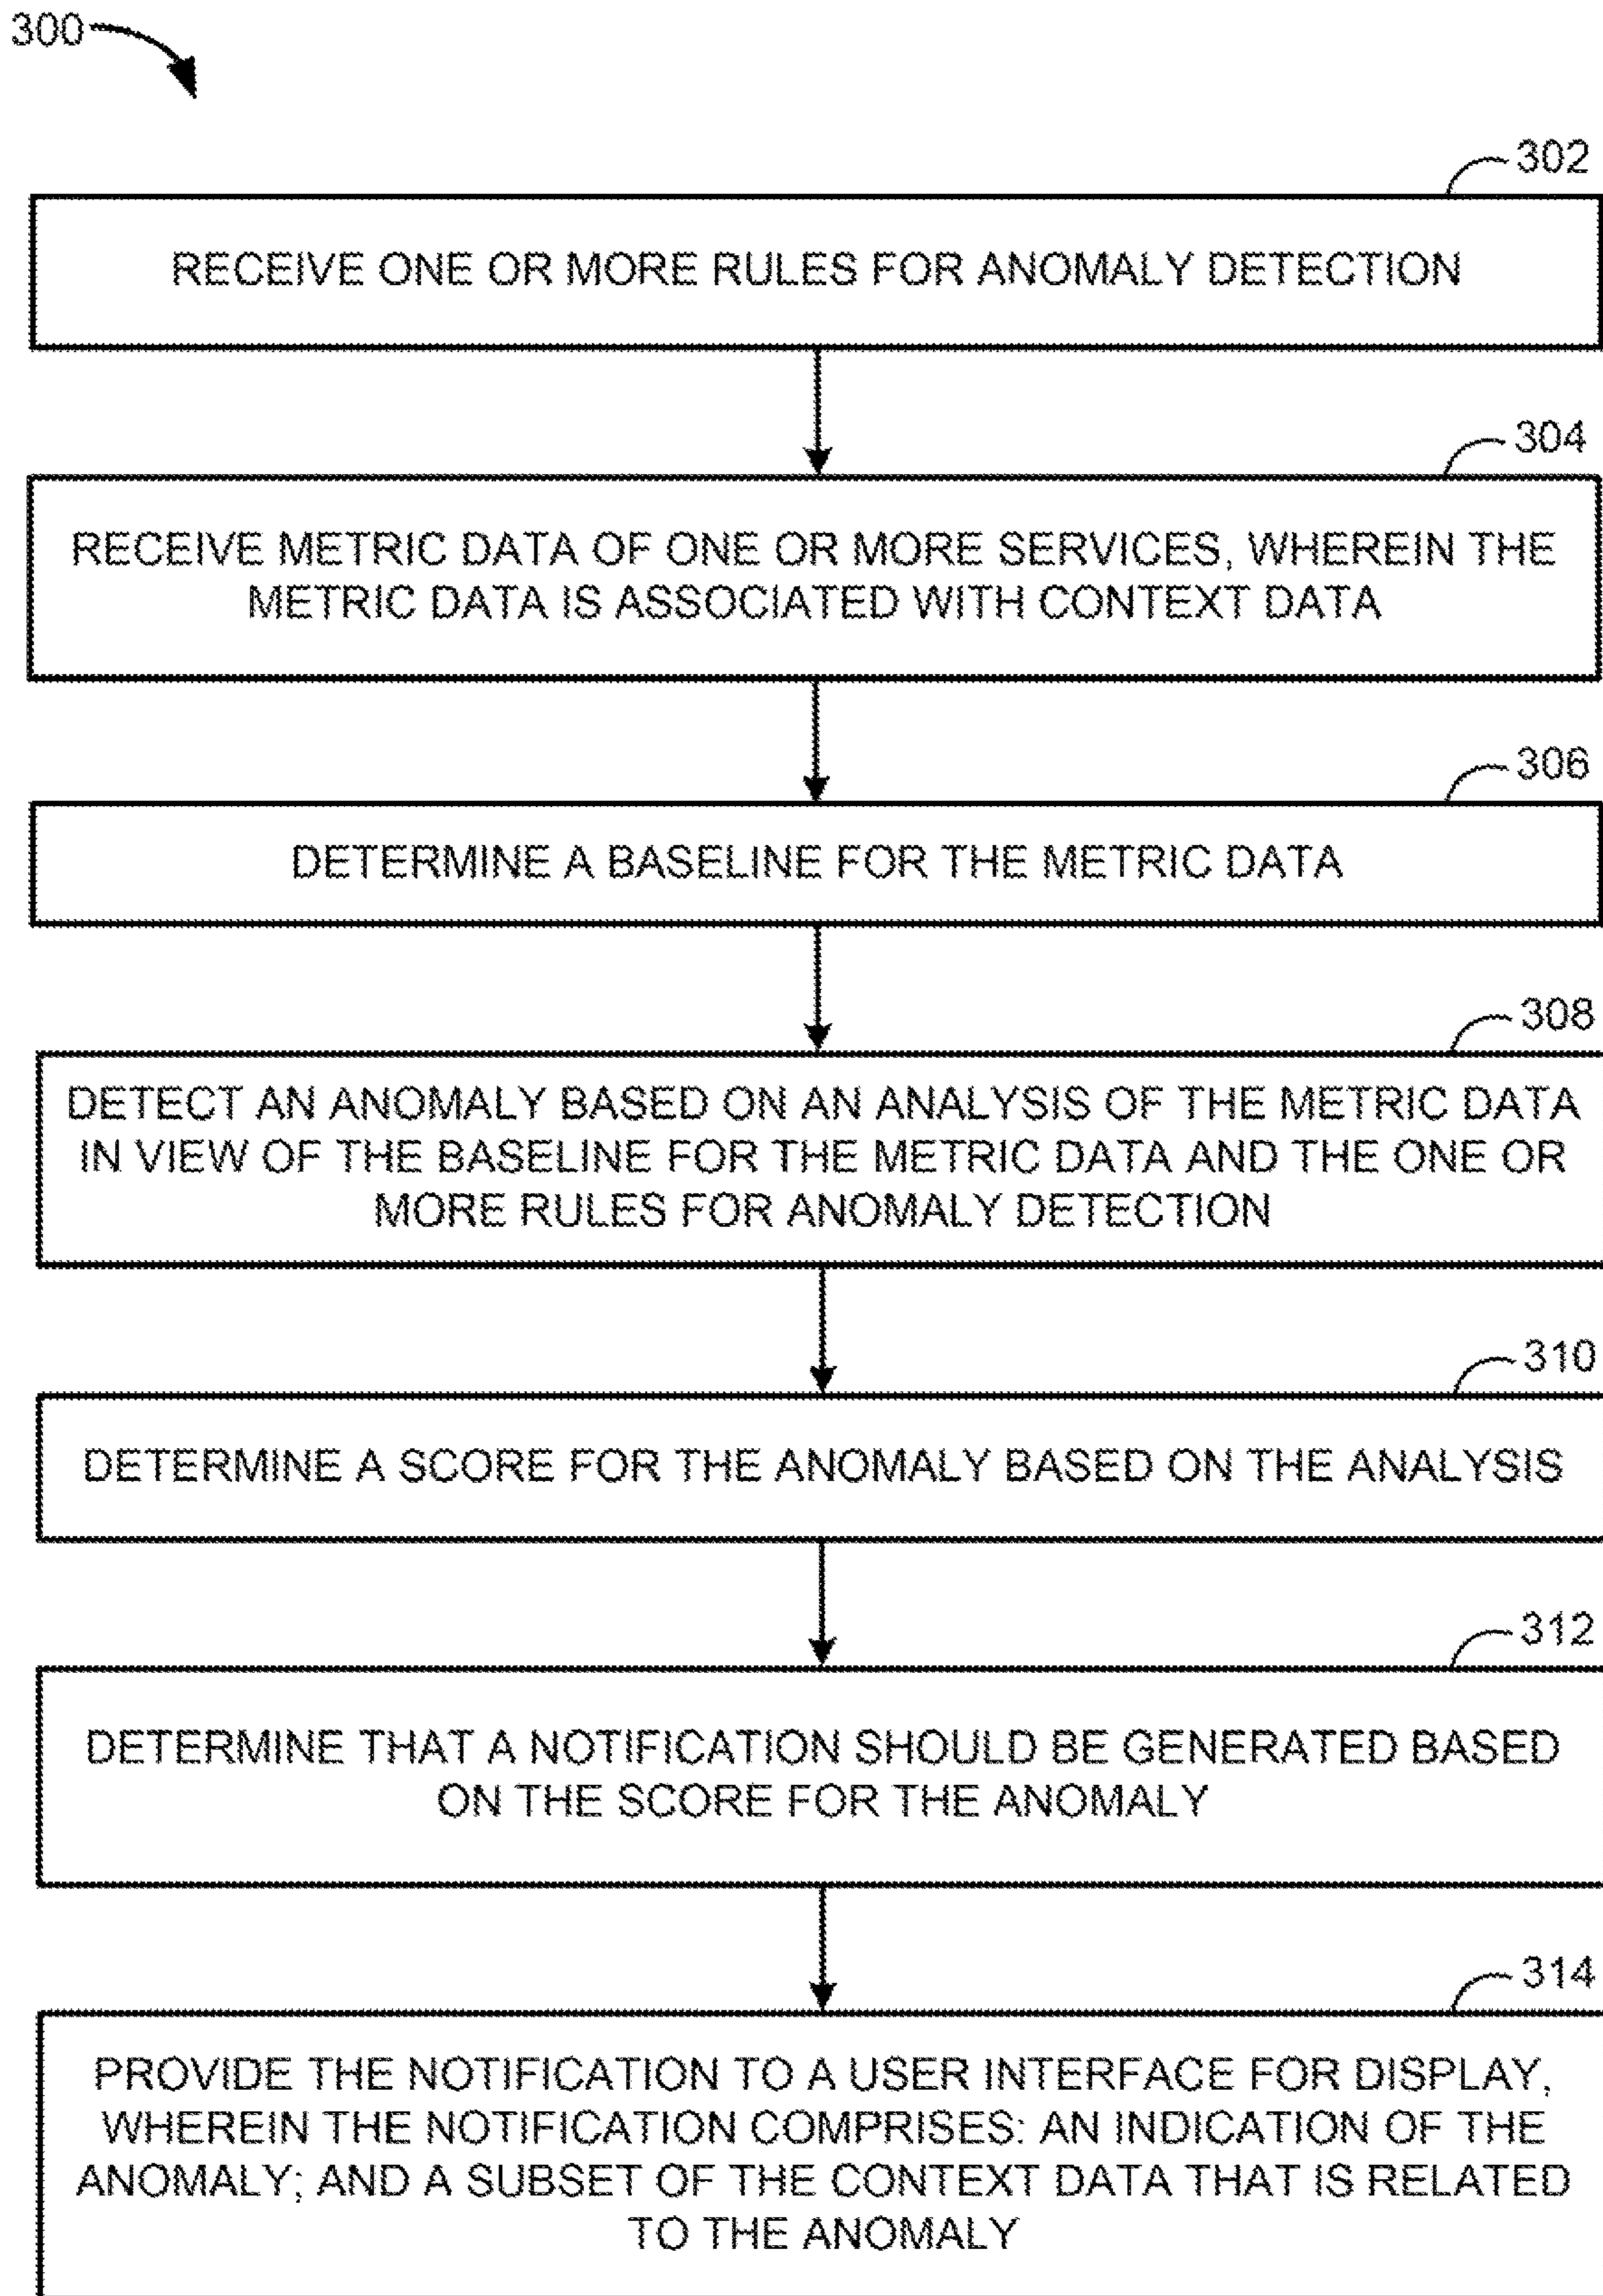 300
302
RECEIVE ONE OR MORE RULES FOR ANOMALY DETECTION
304
RECEIVE METRIC DATA OF ONE OR MORE SERVICES, WHEREIN THE
METRIC DATA IS ASSOCIATED WITH CONTEXT DATA
306
DETERMINE A BASELINE FOR THE METRIC DATA
308
DETECT AN ANOMALY BASED ON AN ANALYSIS OF THE METRIC DATA
IN VIEW OF THE BASELINE FOR THE METRIC DATA AND THE ONE OR
MORE RULES FOR ANOMALY DETECTION
310
DETERMINE A SCORE FOR THE ANOMALY BASED ON THE ANALYSIS
312
DETERMINE THAT A NOTIFICATION SHOULD BE GENERATED BASED
ON THE SCORE FOR THE ANOMALY
314
PROVIDE THE NOTIFICATION TO A USER INTERFACE FOR DISPLAY,
WHEREIN THE NOTIFICATION COMPRISES: AN INDICATION OF THE
ANOMALY; AND A SUBSET OF THE CONTEXT DATA THAT IS RELATED
TO THE ANOMALY